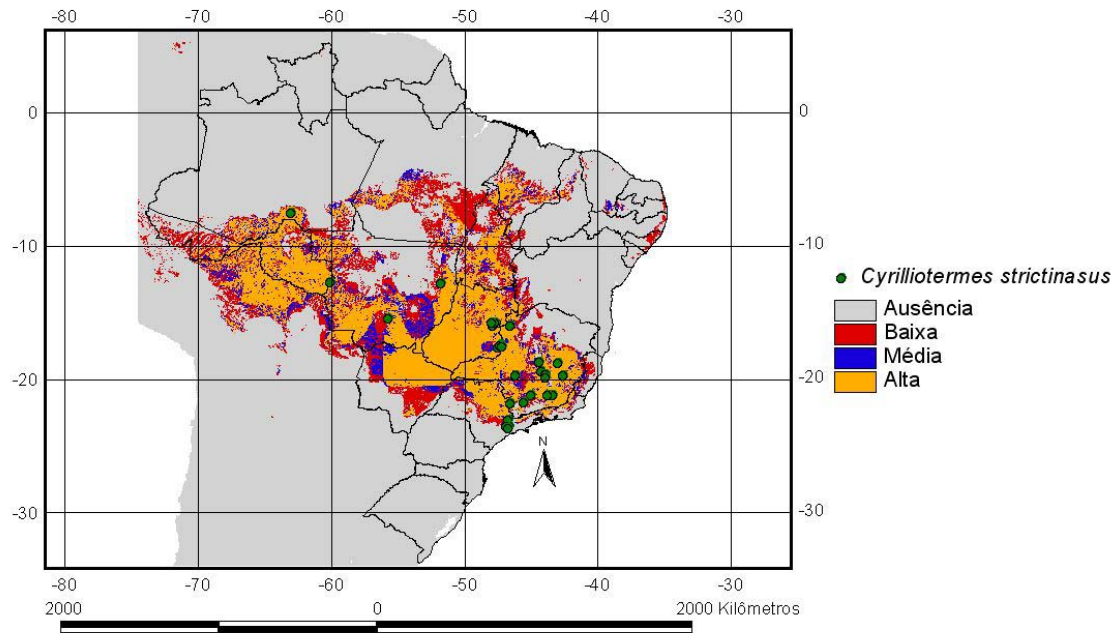 -80 -70 -60 -50 -40 -30
0 0
-10 -10
-20 -20
-30 -30
N
-80 -70 -60 -50 -40 -30
2000 0 2000 Kilômetros
Cyrilliotermes strictinasus
Ausência
Baixa
Média
Alta